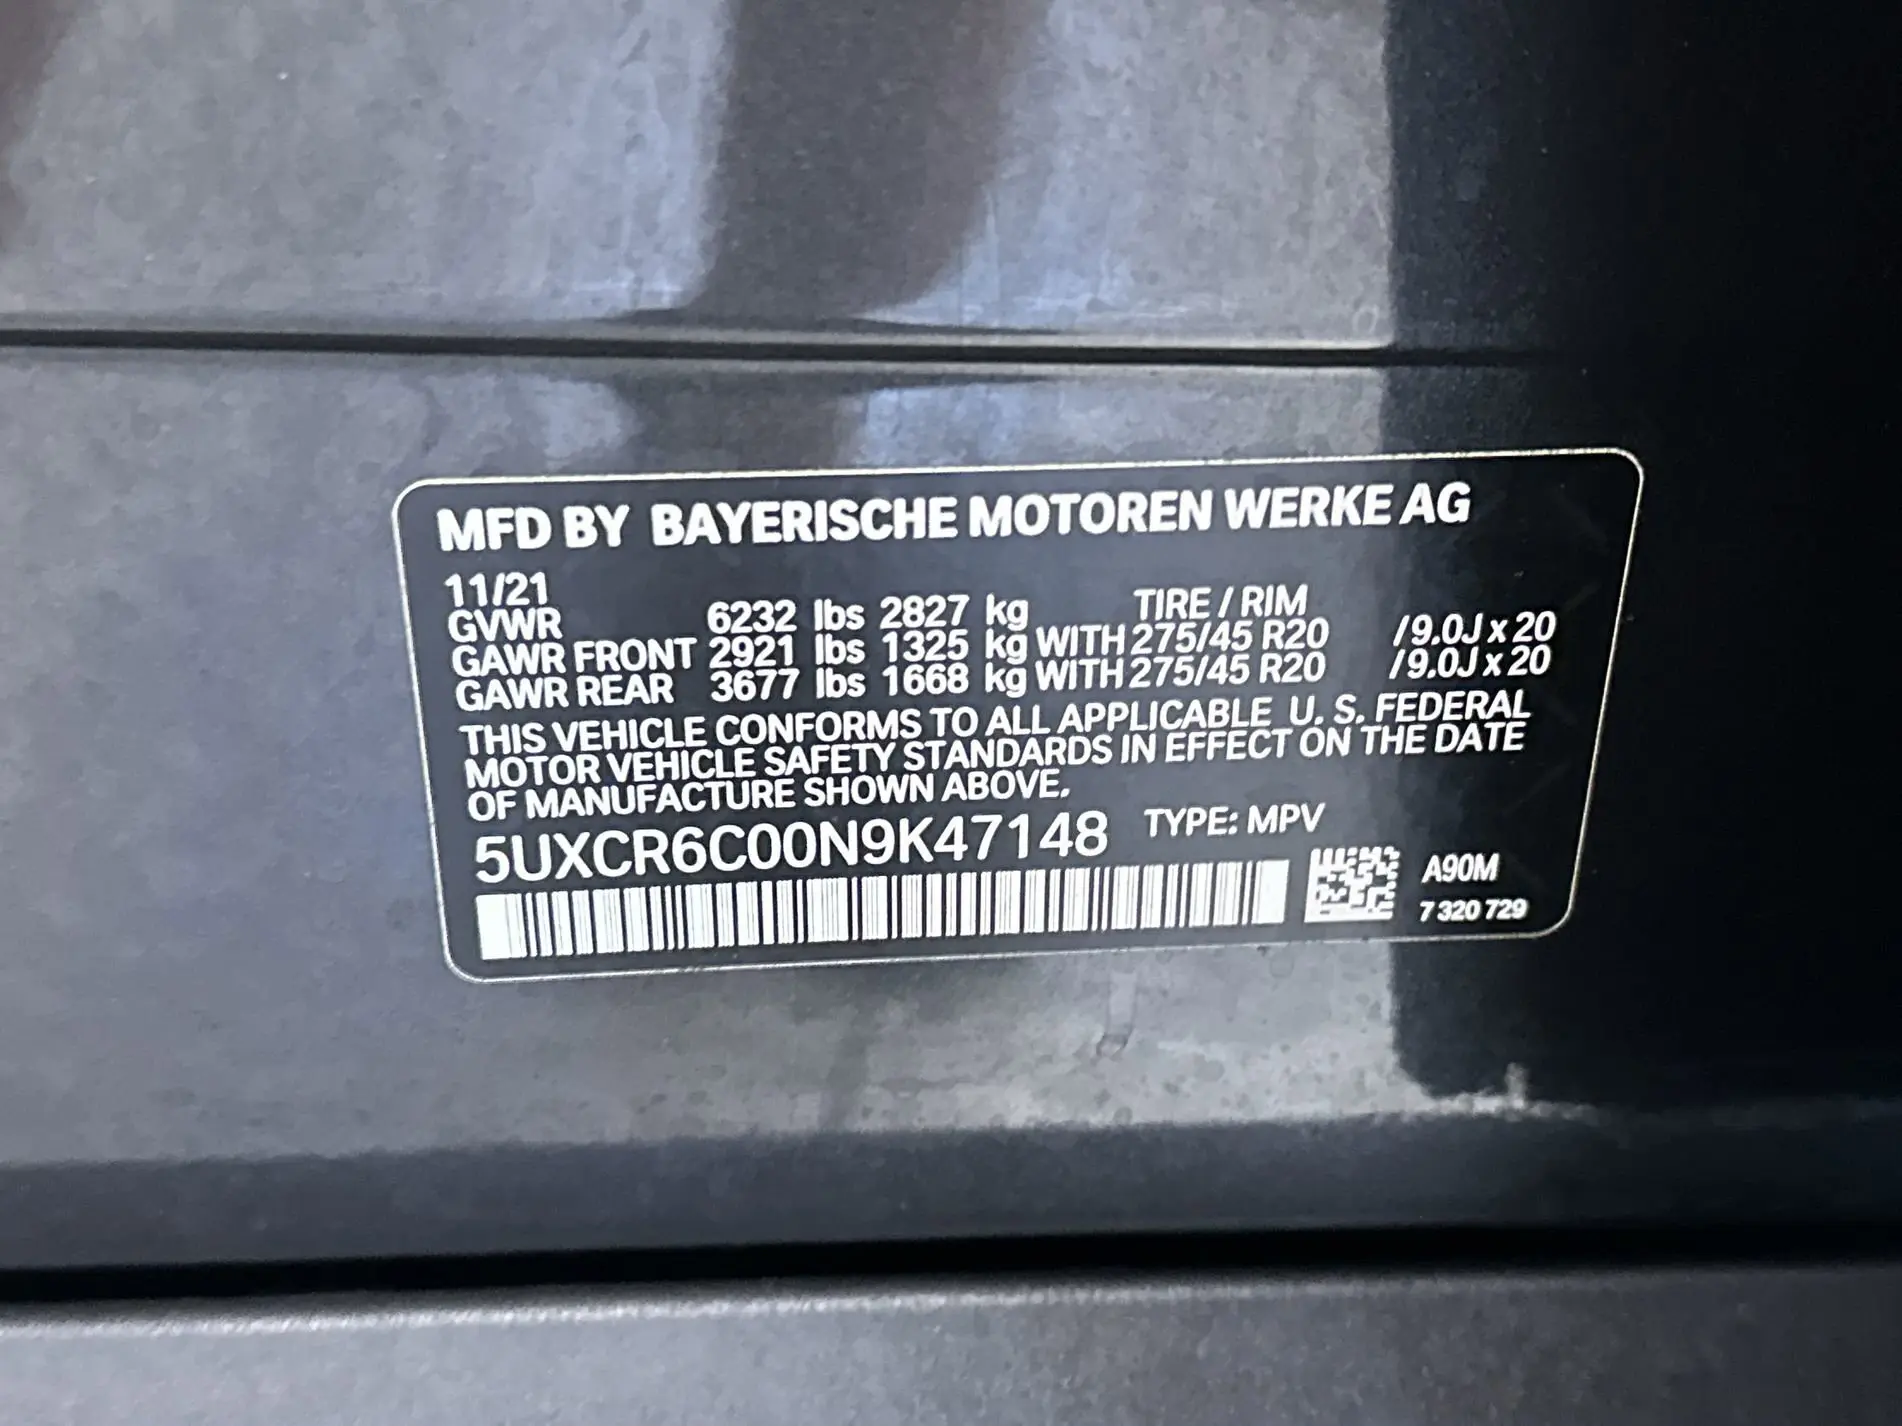 MFD BY BAYERISCHE MOTOREN WERKE AG
11/21
GVWR 6232 lbs 2827 kg TIRE / RIM
GAWR FRONT 2921 lbs 1325 kg WITH 275/45 R20 /9.0J x 20
GAWR REAR 3677 lbs 1668 kg WITH 275/45 R20 /9.0J x 20
THIS VEHICLE CONFORMS TO ALL APPLICABLE U. S. FEDERAL
MOTOR VEHICLE SAFETY STANDARDS IN EFFECT ON THE DATE
OF MANUFACTURE SHOWN ABOVE.
5UXCR6C00N9K47148 TYPE: MPV
A90M
7 320 729